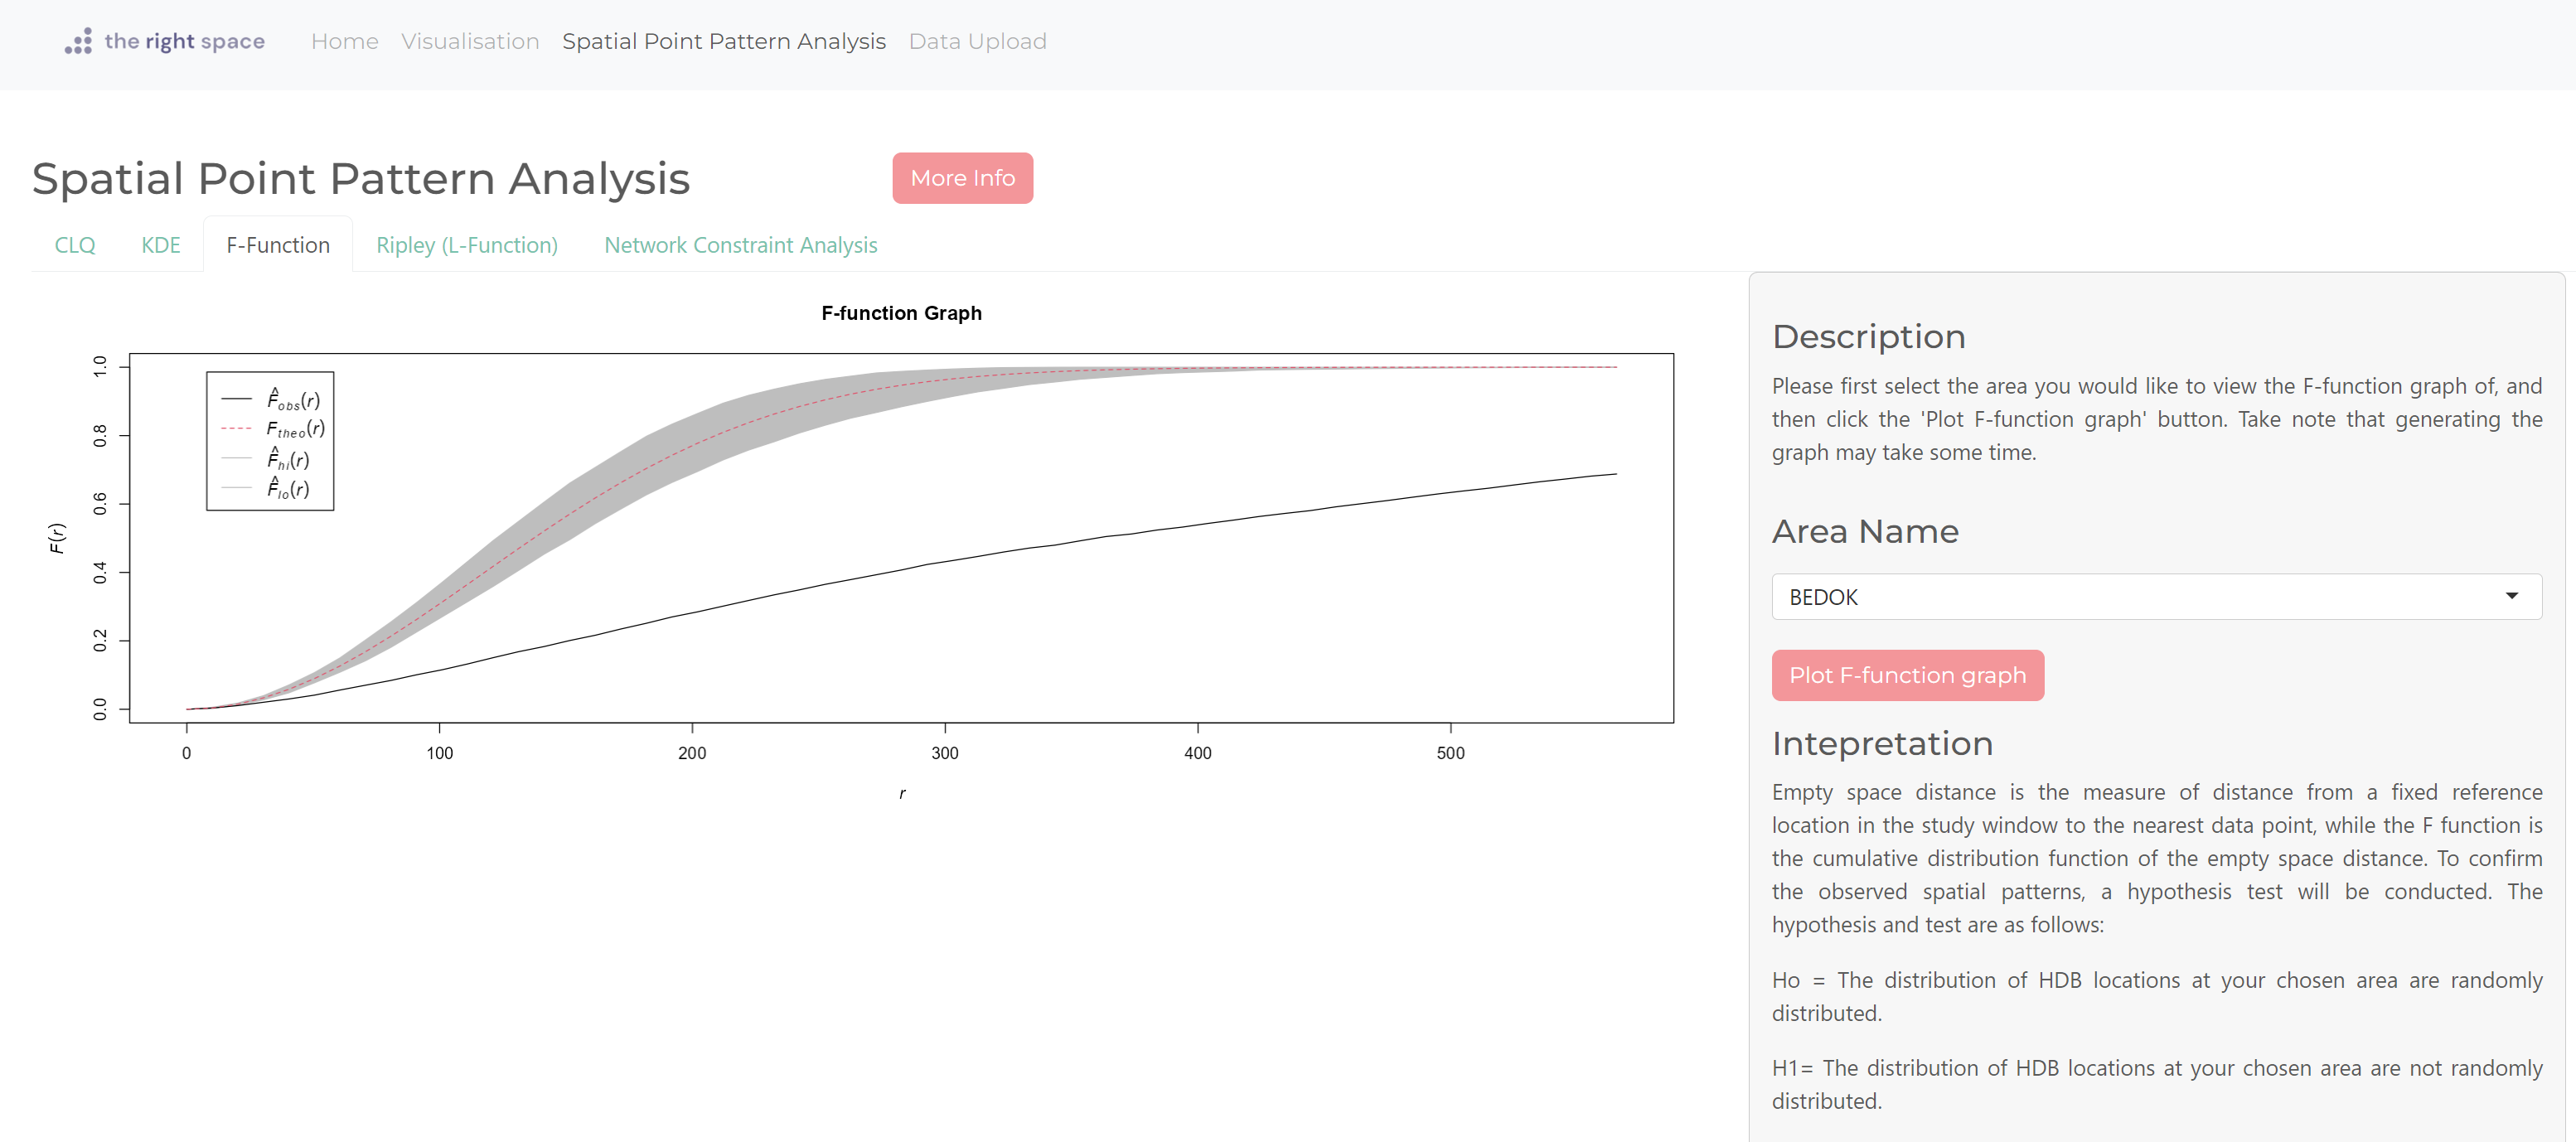 the right space
Home Visualisation Spatial Point Pattern Analysis Data Upload
Spatial Point Pattern Analysis
More Info
CLQ KDE F-Function Ripley (L-Function) Network Constraint Analysis
F-function Graph
F̂obs(r)
Ftheo(r)
F̂hi(r)
F̂lo(r)
F(r)
1.0
0.8
0.6
0.4
0.2
0.0
0 100 200 300 400 500
r
Description
Please first select the area you would like to view the F-function graph of, and
then click the 'Plot F-function graph' button. Take note that generating the
graph may take some time.
Area Name
BEDOK
Plot F-function graph
Intepretation
Empty space distance is the measure of distance from a fixed reference
location in the study window to the nearest data point, while the F function is
the cumulative distribution function of the empty space distance. To confirm
the observed spatial patterns, a hypothesis test will be conducted. The
hypothesis and test are as follows:
Ho = The distribution of HDB locations at your chosen area are randomly
distributed.
H1= The distribution of HDB locations at your chosen area are not randomly
distributed.